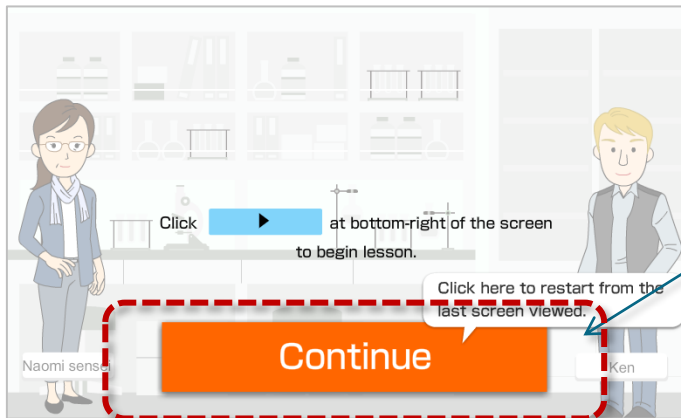 Click ▶ at bottom-right of the screen
to begin lesson.
Click here to restart from the
last screen viewed.
Continue
Naomi sensei
Ken